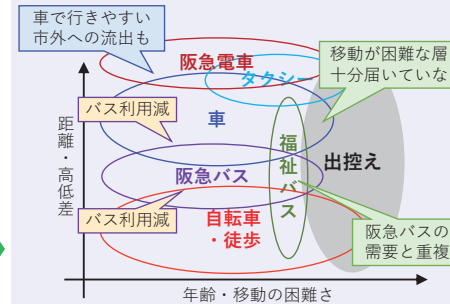 車で行きやすい
市外への流出も
移動が困難な層
十分届いていな
阪急電車
タクシー
バス利用減
車
距離・高低差
福祉バス
出控え
阪急バス
バス利用減
自転車
・徒歩
阪急バスの
需要と重複
年齢・移動の困難さ